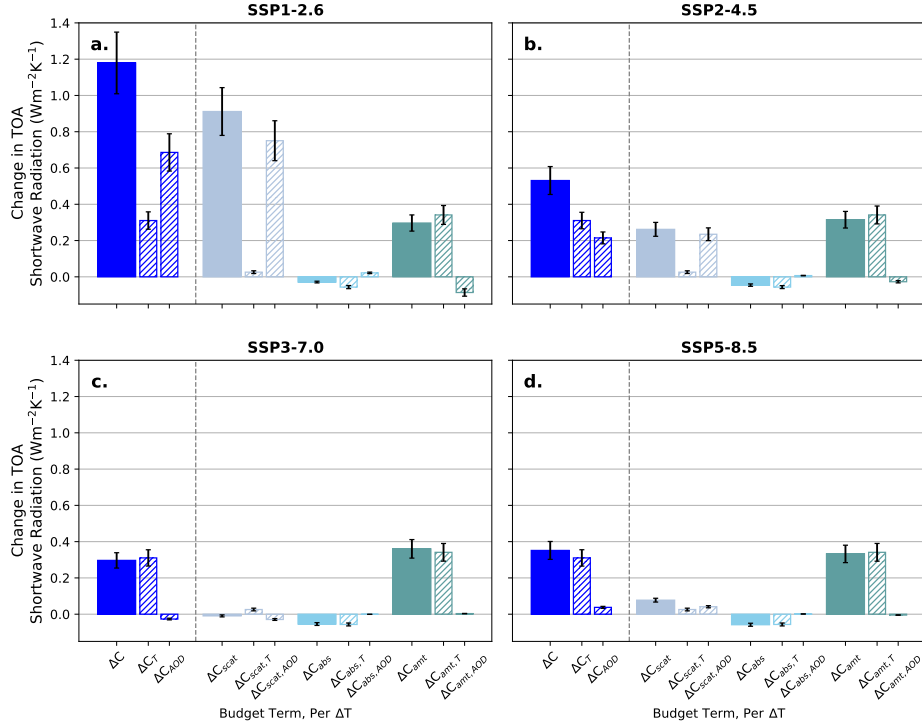 SSP1-2.6
SSP2-4.5
Change in TOA
Shortwave Radiation (Wm⁻²K⁻¹)
1.4
1.2
1.0
0.8
0.6
0.4
0.2
0.0
a.
b.
SSP3-7.0
SSP5-8.5
Change in TOA
Shortwave Radiation (Wm⁻²K⁻¹)
1.4
1.2
1.0
0.8
0.6
0.4
0.2
0.0
c.
d.
ΔC
ΔC_T
ΔC_AOD
ΔC_scat
ΔC_scat, T
ΔC_scat, AOD
ΔC_abs
ΔC_abs, T
ΔC_abs, AOD
ΔC_amt
ΔC_amt, T
ΔC_amt, AOD
ΔC
ΔC_T
ΔC_AOD
ΔC_scat
ΔC_scat, T
ΔC_scat, AOD
ΔC_abs
ΔC_abs, T
ΔC_abs, AOD
ΔC_amt
ΔC_amt, T
ΔC_amt, AOD
Budget Term, Per ΔT
Budget Term, Per ΔT